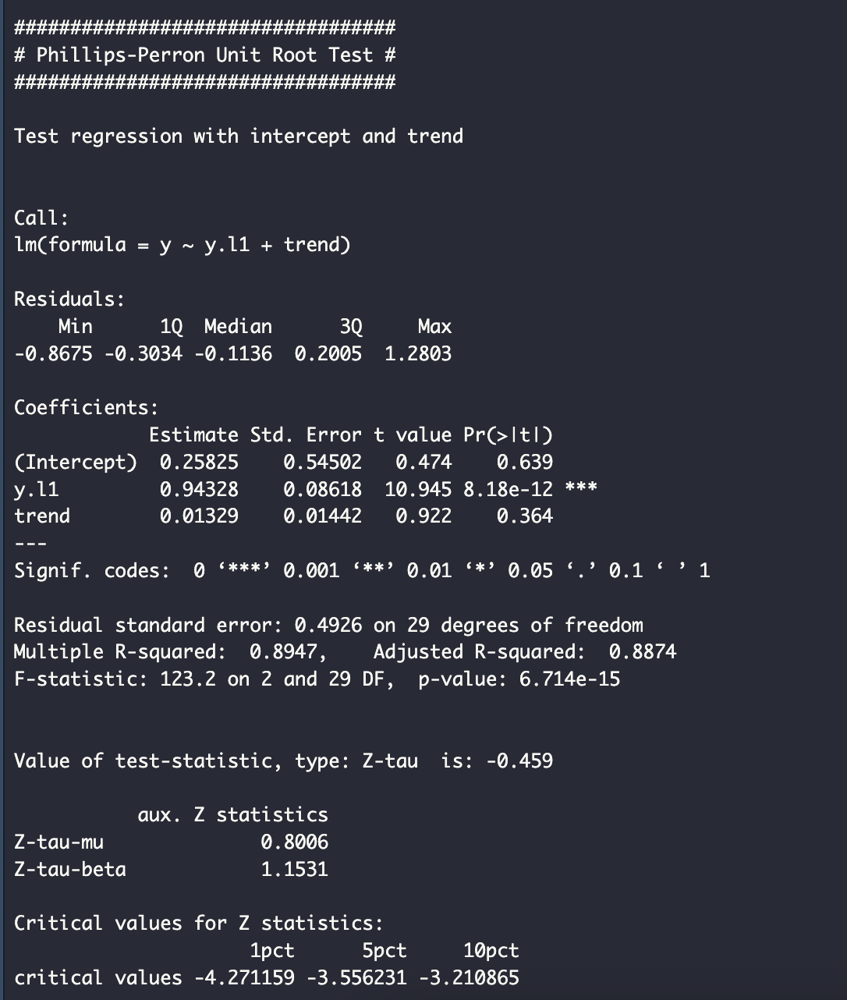 ##################################
# Phillips-Perron Unit Root Test #
##################################
Test regression with intercept and trend
Call:
lm(formula = y ~ y.l1 + trend)
Residuals:
    Min      1Q  Median      3Q     Max
-0.8675 -0.3034 -0.1136  0.2005  1.2803
Coefficients:
            Estimate Std. Error t value Pr(>|t|)
(Intercept)  0.25825    0.54502   0.474    0.639
y.l1         0.94328    0.08618  10.945 8.18e-12 ***
trend        0.01329    0.01442   0.922    0.364
---
Signif. codes:  0 ‘***’ 0.001 ‘**’ 0.01 ‘*’ 0.05 ‘.’ 0.1 ‘ ’ 1
Residual standard error: 0.4926 on 29 degrees of freedom
Multiple R-squared:  0.8947,    Adjusted R-squared:  0.8874
F-statistic: 123.2 on 2 and 29 DF,  p-value: 6.714e-15
Value of test-statistic, type: Z-tau  is: -0.459
           aux. Z statistics
Z-tau-mu              0.8006
Z-tau-beta            1.1531
Critical values for Z statistics:
                     1pct      5pct     10pct
critical values -4.271159 -3.556231 -3.210865